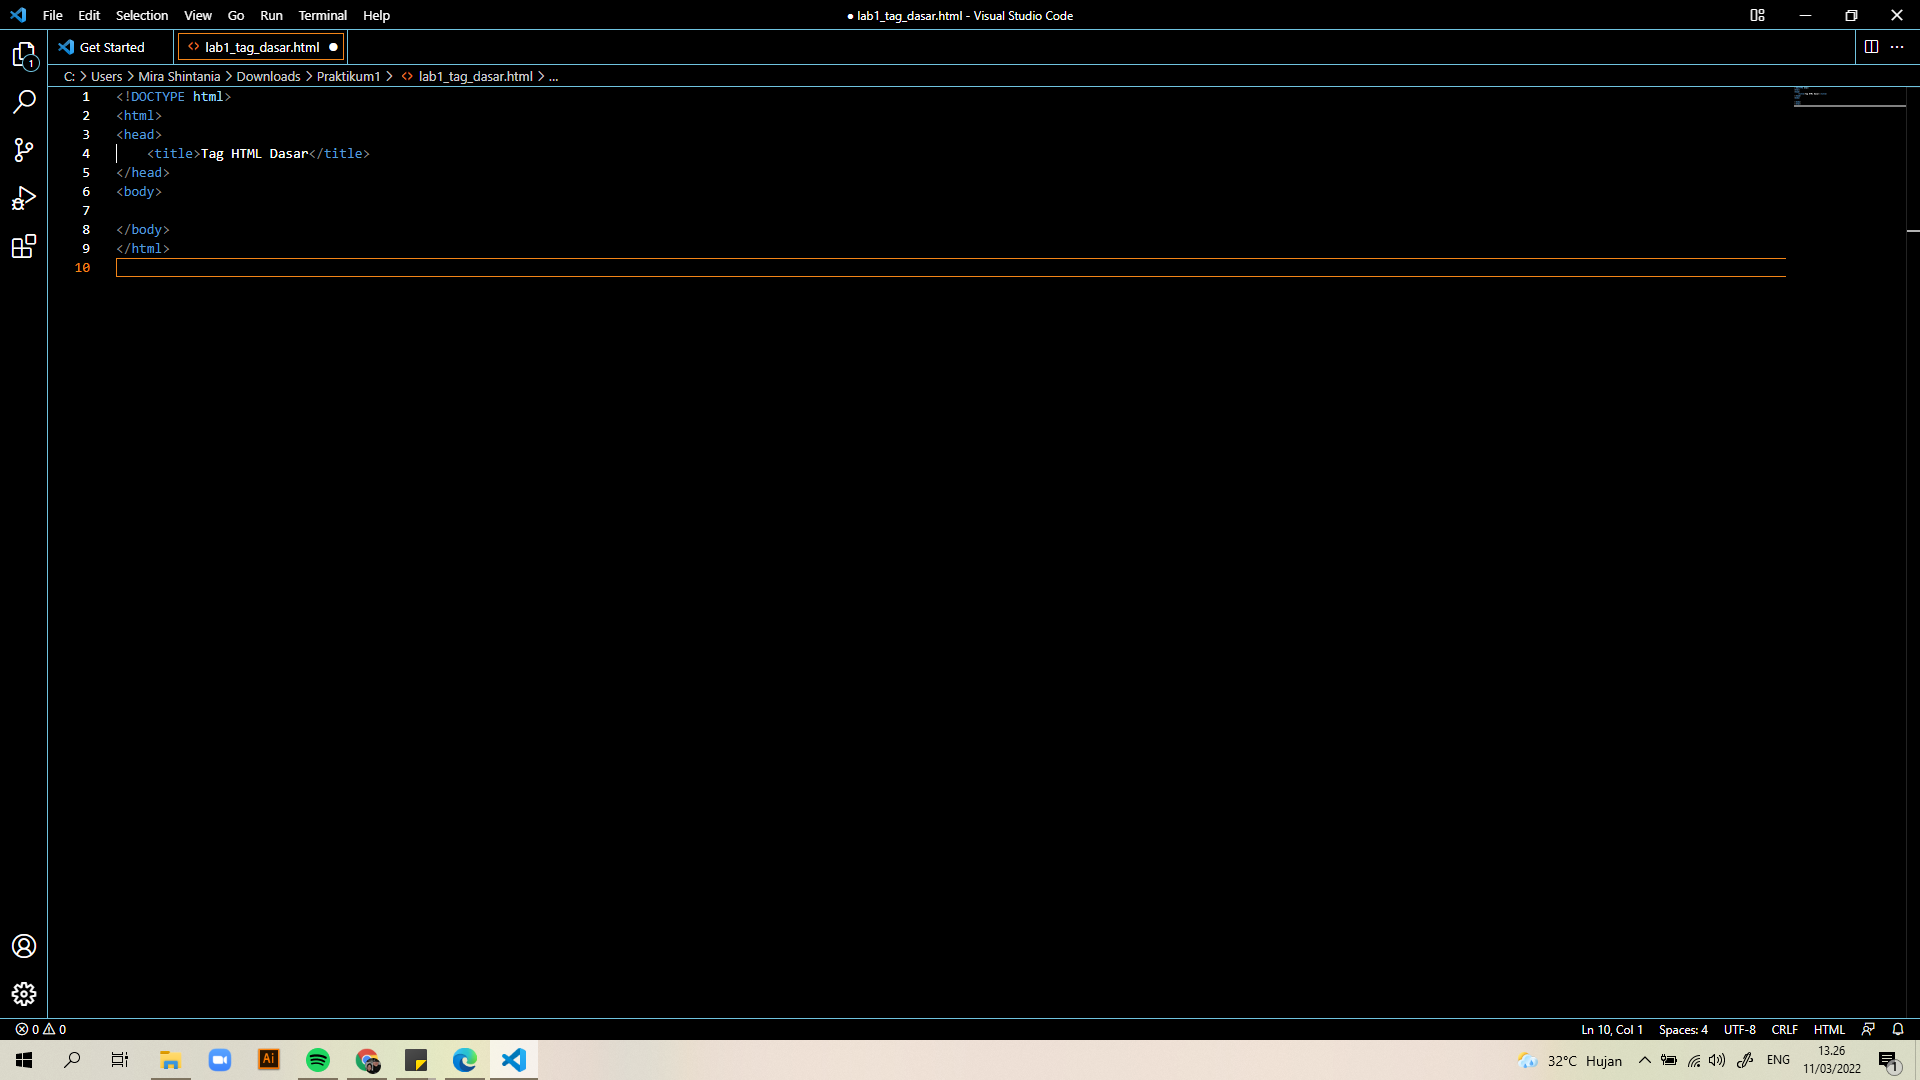 File Edit Selection View Go Run Terminal Help
● lab1_tag_dasar.html - Visual Studio Code
Get Started
<> lab1_tag_dasar.html ●
C: > Users > Mira Shintania > Downloads > Praktikum1 > <> lab1_tag_dasar.html > ...
1 <!DOCTYPE html>
2 <html>
3 <head>
4     <title>Tag HTML Dasar</title>
5 </head>
6 <body>
7
8 </body>
9 </html>
10
1
0 0
Ln 10, Col 1 Spaces: 4 UTF-8 CRLF HTML
Ai
32°C Hujan
ENG
13.26
11/03/2022
1